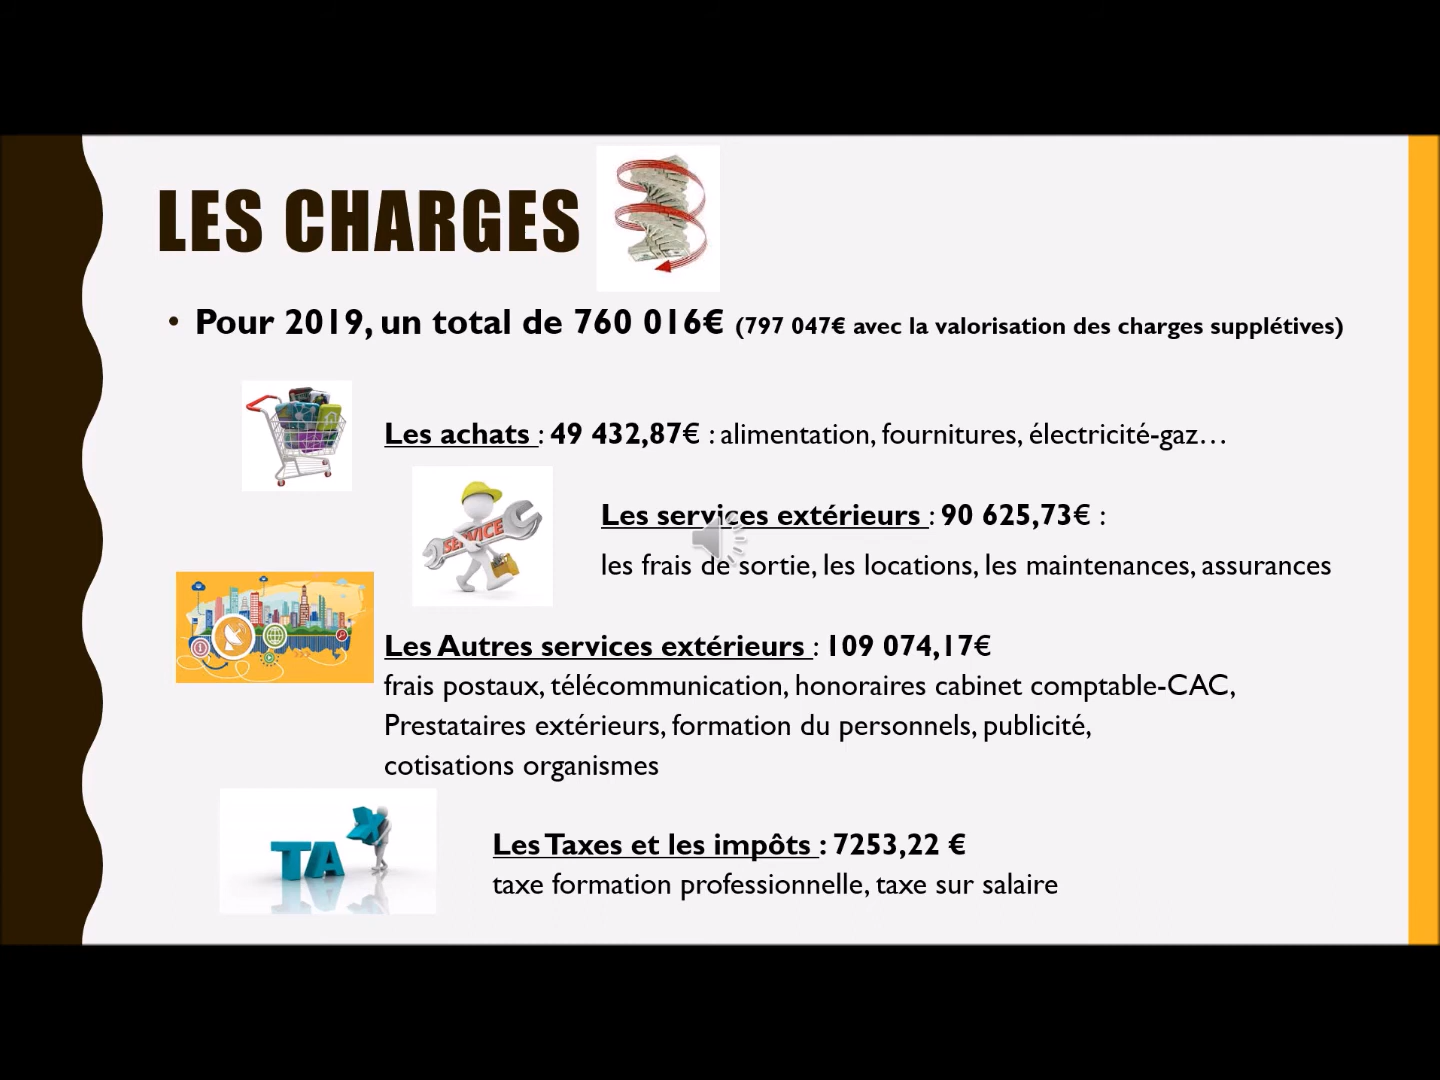 LES CHARGES
• Pour 2019, un total de 760 016€ (797 047€ avec la valorisation des charges supplétives)
Les achats : 49 432,87€ : alimentation, fournitures, électricité-gaz…
SERVICE
Les services extérieurs : 90 625,73€ :
les frais de sortie, les locations, les maintenances, assurances
Les Autres services extérieurs : 109 074,17€
frais postaux, télécommunication, honoraires cabinet comptable-CAC,
Prestataires extérieurs, formation du personnels, publicité,
cotisations organismes
TAX
Les Taxes et les impôts : 7253,22 €
taxe formation professionnelle, taxe sur salaire